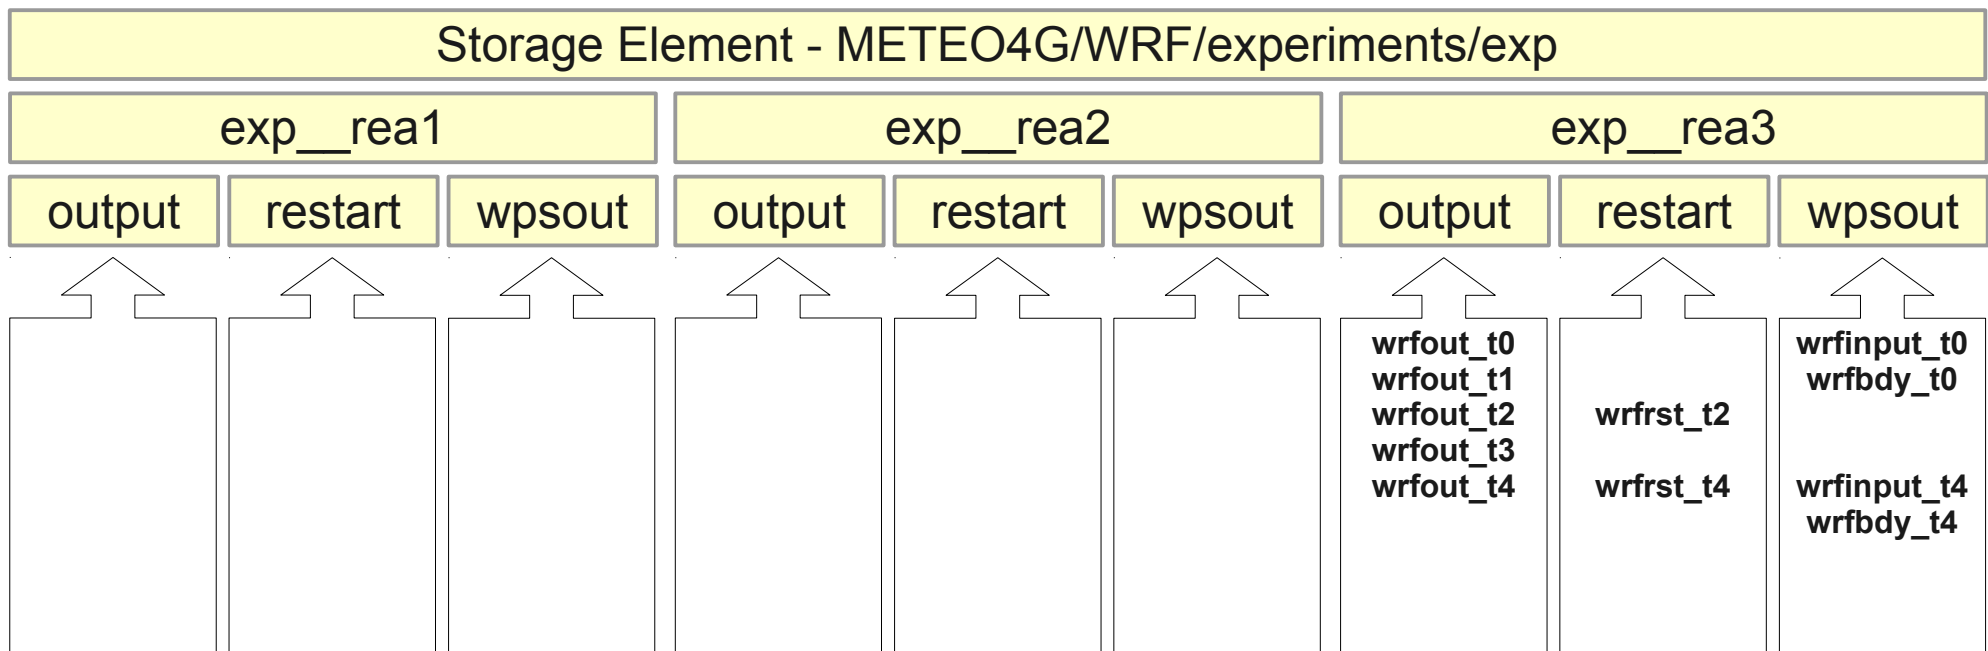 Storage Element - METEO4G/WRF/experiments/exp
exp__rea1
exp__rea2
exp__rea3
output
restart
wpsout
output
restart
wpsout
output
restart
wpsout
wrfout_t0
wrfout_t1
wrfout_t2
wrfout_t3
wrfout_t4
wrfrst_t2
wrfrst_t4
wrfinput_t0
wrfbdy_t0
wrfinput_t4
wrfbdy_t4